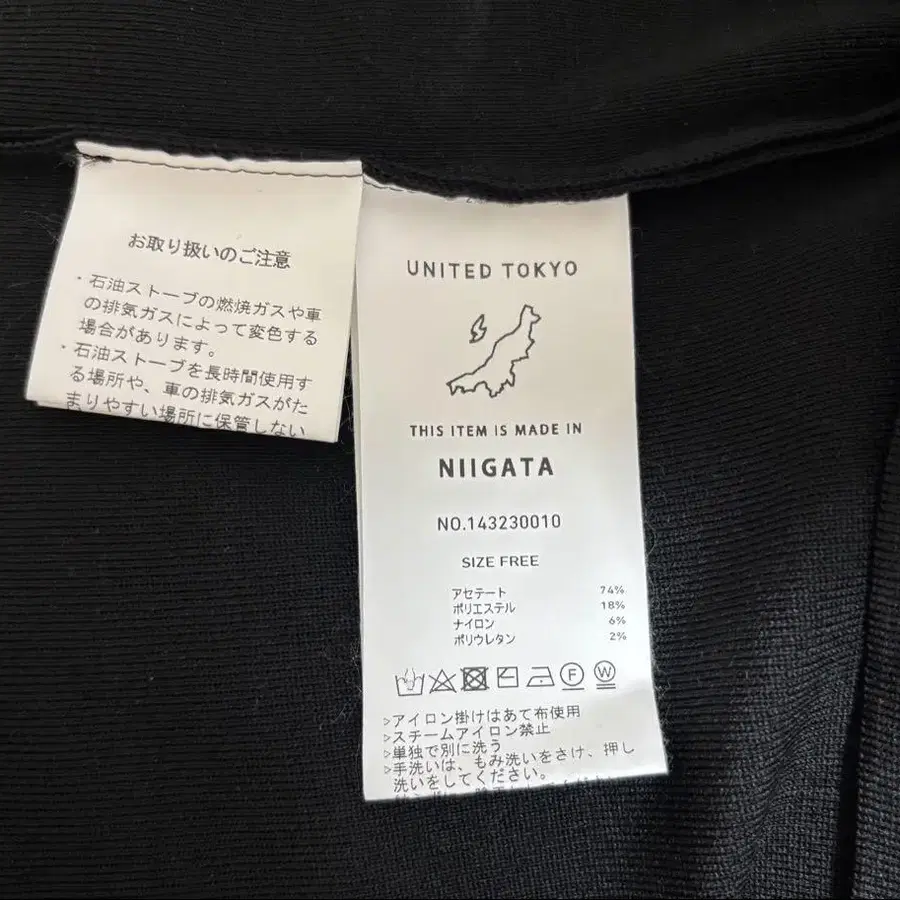 お取り扱いのご注意
・石油ストーブの燃焼ガスや車
の排気ガスによって変色する
場合があります。
・石油ストーブを長時間使用す
る場所や、車の排気ガスがた
まりやすい場所に保管しない
UNITED TOKYO
THIS ITEM IS MADE IN
NIIGATA
NO.143230010
SIZE FREE
アセテート 74%
ポリエステル 18%
ナイロン 6%
ポリウレタン 2%
F W
>アイロン掛けはあて布使用
>スチームアイロン禁止
>単独で別に洗う
>手洗いは、もみ洗いをさけ、押し
洗いをしてください。